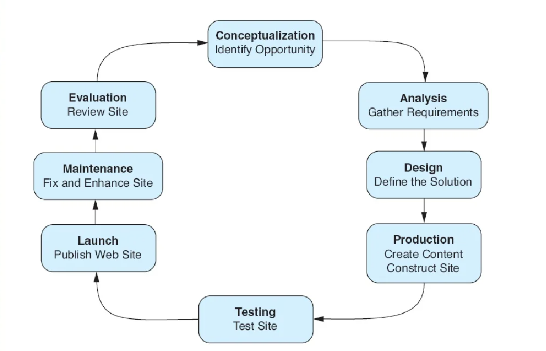 Conceptualization
Identify Opportunity
Analysis
Gather Requirements
Design
Define the Solution
Production
Create Content
Construct Site
Testing
Test Site
Launch
Publish Web Site
Maintenance
Fix and Enhance Site
Evaluation
Review Site